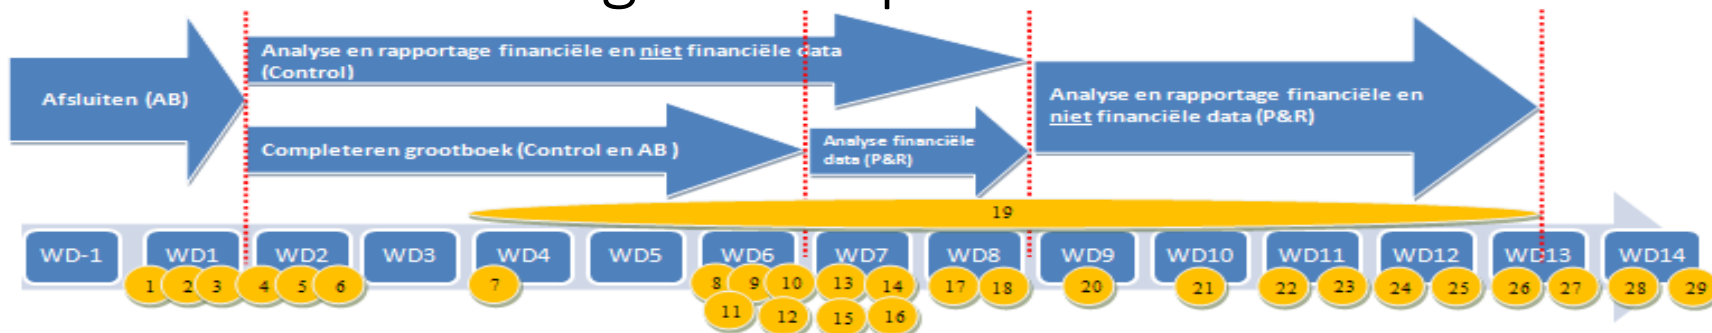 Afsluiten (AB)
Analyse en rapportage financiële en niet financiële data
(Control)
Completeren grootboek (Control en AB )
Analyse financiële
data (P&R)
Analyse en rapportage financiële en
niet financiële data (P&R)
19
WD-1 WD1 WD2 WD3 WD4 WD5 WD6 WD7 WD8 WD9 WD10 WD11 WD12 WD13 WD14
1 2 3 4 5 6 7 8 9 10 13 14 17 18 20 21 22 23 24 25 26 27 28 29
11 12 15 16